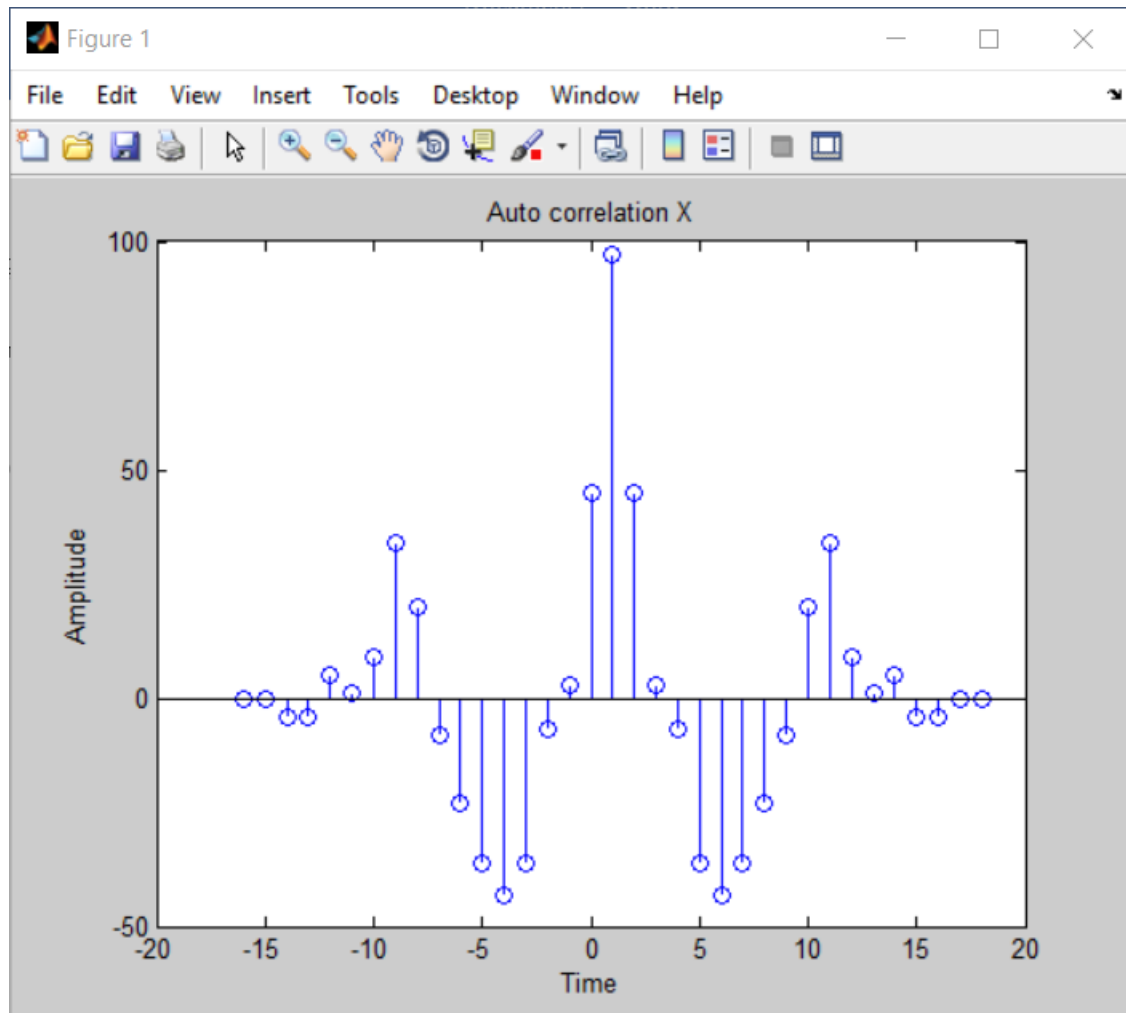 Figure 1
File Edit View Insert Tools Desktop Window Help
Auto correlation X
100
50
0
-50
Amplitude
-20 -15 -10 -5 0 5 10 15 20
Time